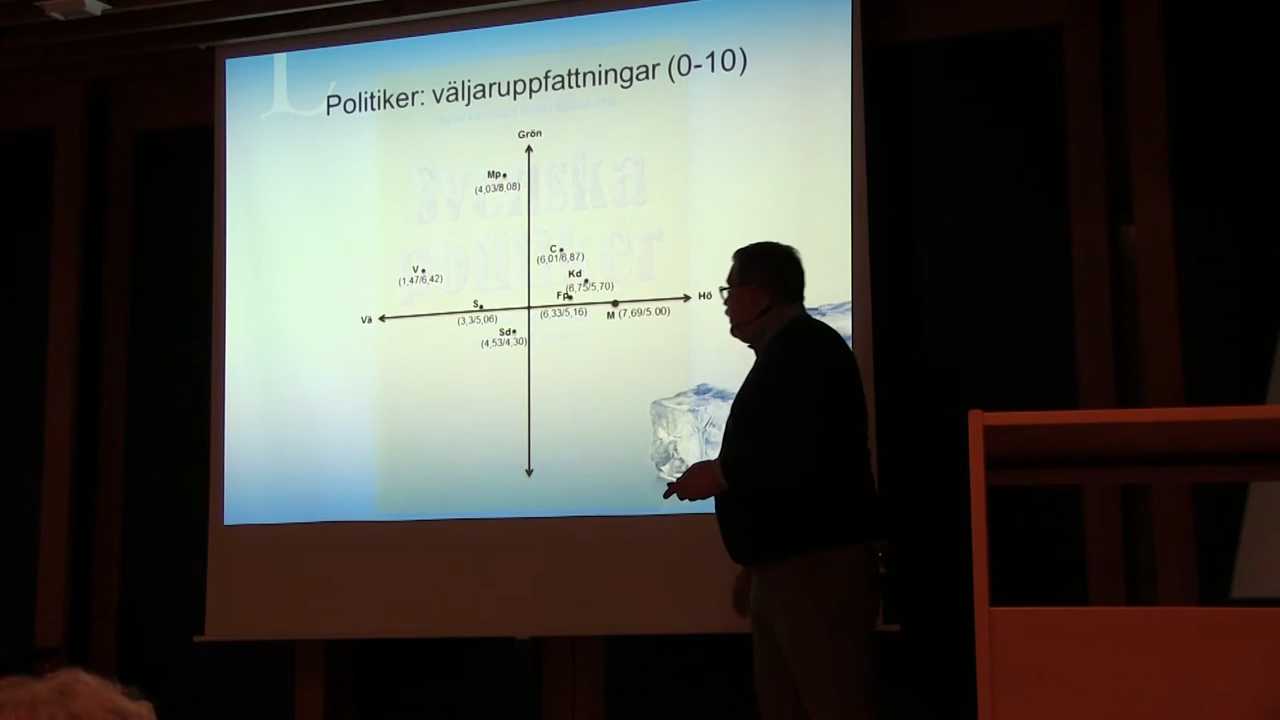 Politiker: väljaruppfattningar (0-10)
Grön
Mp
(4,03/8,08)
C
(6,01/6,87)
V
(1,47/6,42)
Kd
(6,75/5,70)
Fp
(6,33/5,16)
S
(3,3/5,06)
Vä
Hö
M (7,69/5.00)
Sd
(4,53/4,30)
svenska